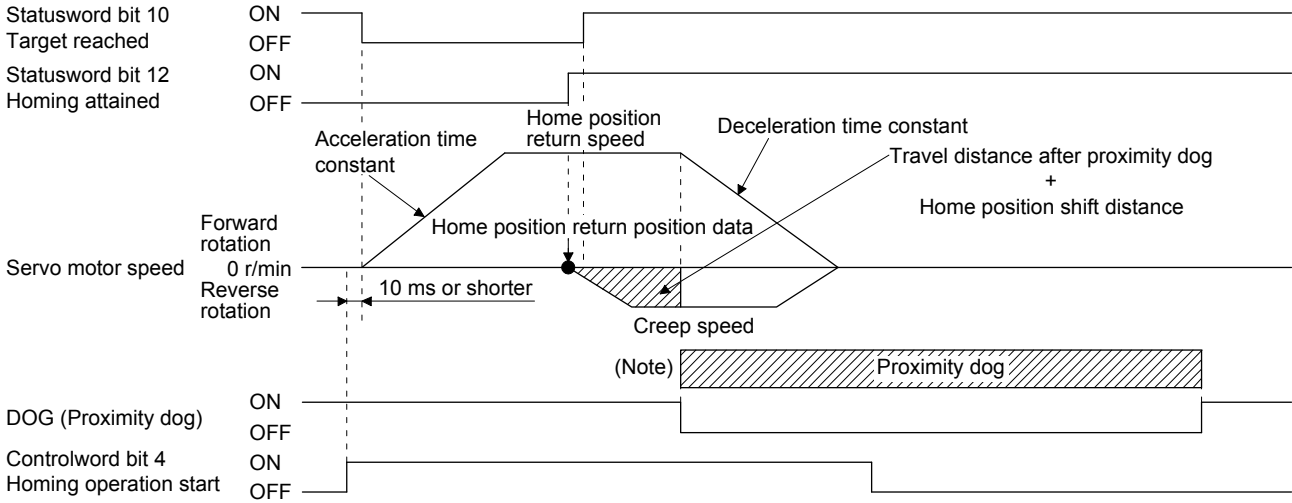 Statusword bit 10
Target reached
ON
OFF
Statusword bit 12
Homing attained
ON
OFF
Acceleration time
constant
Home position
return speed
Deceleration time constant
Travel distance after proximity dog
+
Home position shift distance
Home position return position data
Servo motor speed
Forward
rotation
0 r/min
Reverse
rotation
10 ms or shorter
Creep speed
(Note)
Proximity dog
DOG (Proximity dog)
ON
OFF
Controlword bit 4
Homing operation start
ON
OFF